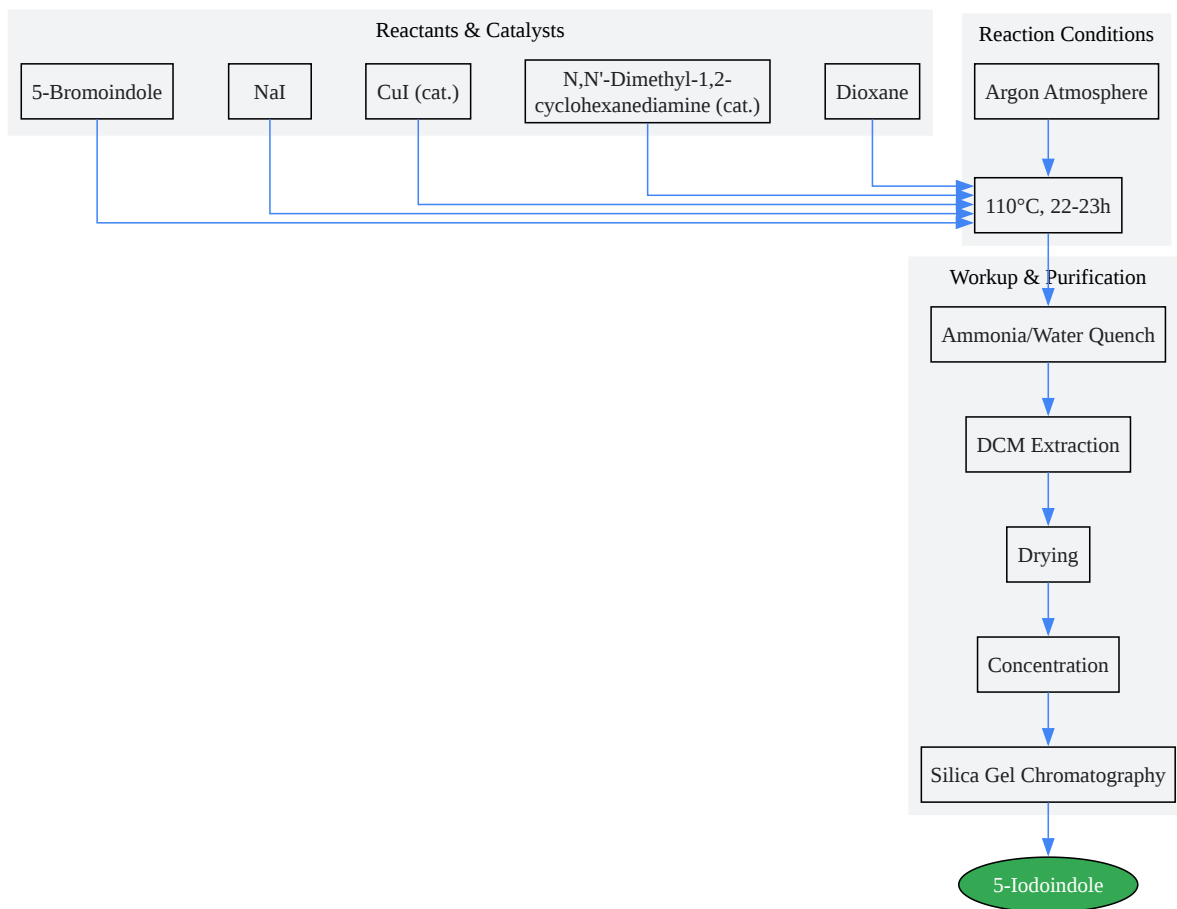 Reactants & Catalysts
Reaction Conditions
5-Bromoindole
NaI
CuI (cat.)
N,N'-Dimethyl-1,2-
cyclohexanediamine (cat.)
Dioxane
Argon Atmosphere
110°C, 22-23h
Workup & Purification
Ammonia/Water Quench
DCM Extraction
Drying
Concentration
Silica Gel Chromatography
5-Iodoindole